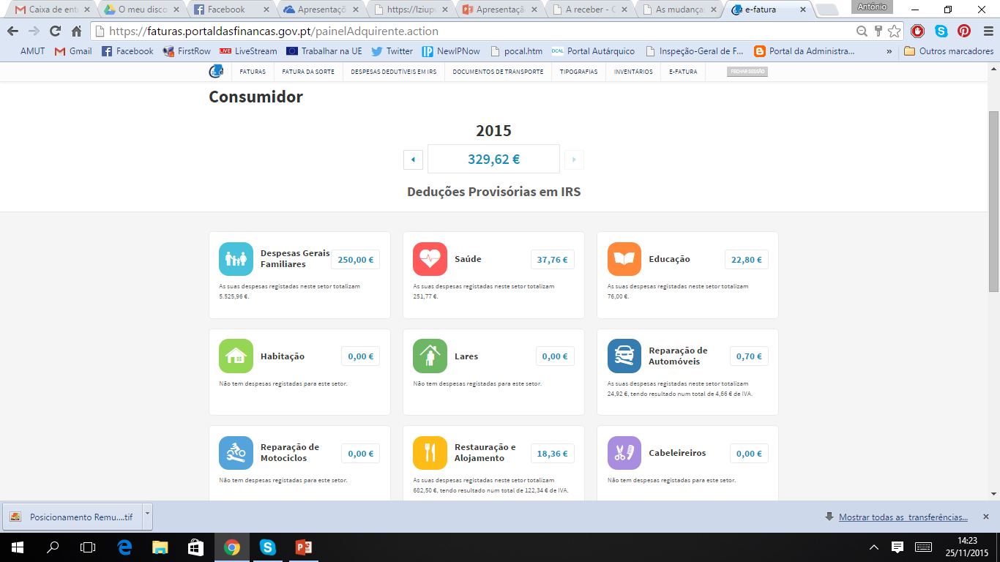 Caixa de ent
O meu disco
Facebook
Apresentaçõ
https://lziupv
Apresentaçã
A receber - C
As mudança
e-fatura
António
https://faturas.portaldasfinancas.gov.pt/painelAdquirente.action
AMUT
Gmail
Facebook
FirstRow
LIVE
LiveStream
Trabalhar na UE
Twitter
IP
NewIPNow
pocal.htm
OCAL
Portal Autárquico
Inspeção-Geral de F...
Portal da Administra...
»
Outros marcadores
FATURAS
FATURA DA SORTE
DESPESAS DEDUTÍVEIS EM IRS
DOCUMENTOS DE TRANSPORTE
TIPOGRAFIAS
INVENTÁRIOS
E-FATURA
FECHAR SESSÃO
Consumidor
2015
329,62 €
Deduções Provisórias em IRS
Despesas Gerais
Familiares
250,00 €
As suas despesas registadas neste setor totalizam
5.525,96 €.
Saúde
37,76 €
As suas despesas registadas neste setor totalizam
251,77 €.
Educação
22,80 €
As suas despesas registadas neste setor totalizam
76,00 €.
Habitação
0,00 €
Não tem despesas registadas para este setor.
Lares
0,00 €
Não tem despesas registadas para este setor.
Reparação de
Automóveis
0,70 €
As suas despesas registadas neste setor totalizam
24,92 €, tendo resultado num total de 4,66 € de IVA.
Reparação de
Motociclos
0,00 €
Não tem despesas registadas para este setor.
Restauração e
Alojamento
18,36 €
As suas despesas registadas neste setor totalizam
682,50 €, tendo resultado num total de 122,34 € de IVA.
Cabeleireiros
0,00 €
Não tem despesas registadas para este setor.
Posicionamento Remu....tif
Mostrar todas as transferências...
14:23
25/11/2015